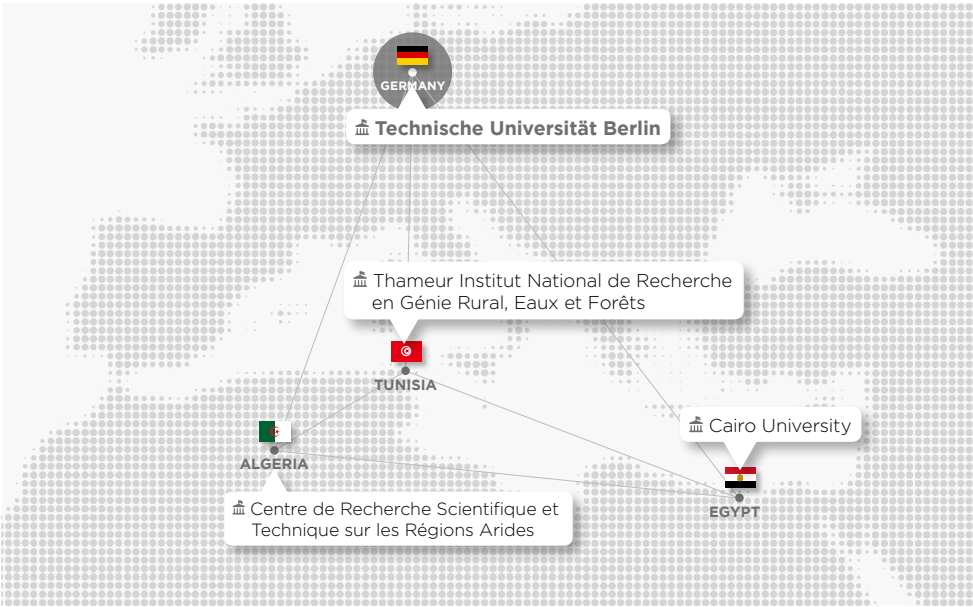 GERMANY
Technische Universität Berlin
Thameur Institut National de Recherche
en Génie Rural, Eaux et Forêts
TUNISIA
Cairo University
ALGERIA
EGYPT
Centre de Recherche Scientifique et
Technique sur les Régions Arides